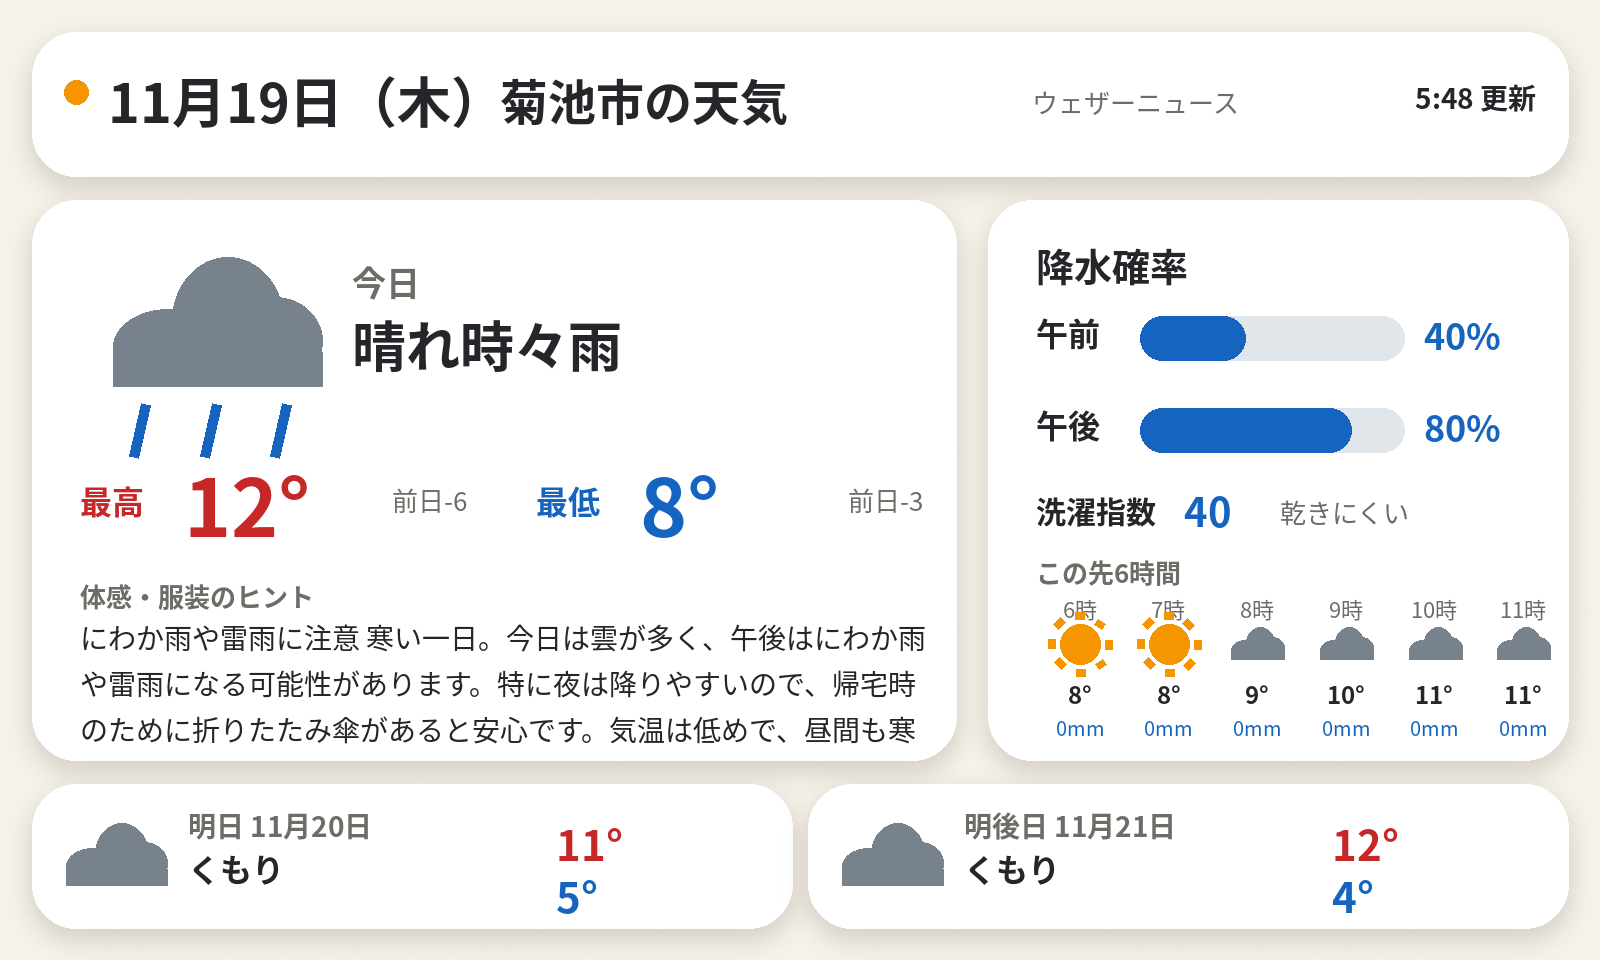 11月19日（木）菊池市の天気
ウェザーニュース
5:48 更新
今日
晴れ時々雨
最高 12° 前日-6 最低 8° 前日-3
体感・服装のヒント
にわか雨や雷雨に注意 寒い一日。今日は雲が多く、午後はにわか雨
や雷雨になる可能性があります。特に夜は降りやすいので、帰宅時
のために折りたたみ傘があると安心です。気温は低めで、昼間も寒
降水確率
午前 40%
午後 80%
洗濯指数 40 乾きにくい
この先6時間
6時 7時 8時 9時 10時 11時
8° 8° 9° 10° 11° 11°
0mm 0mm 0mm 0mm 0mm 0mm
明日 11月20日
くもり
11°
5°
明後日 11月21日
くもり
12°
4°